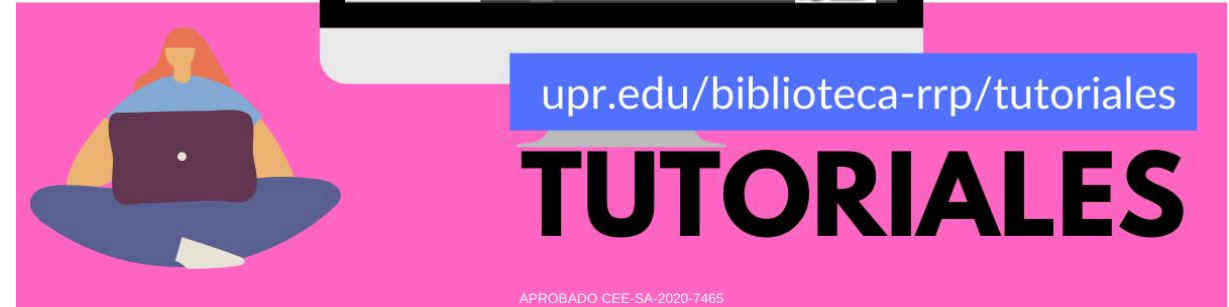 upr.edu/biblioteca-rrp/tutoriales
TUTORIALES
APROBADO CEE-SA-2020-7465